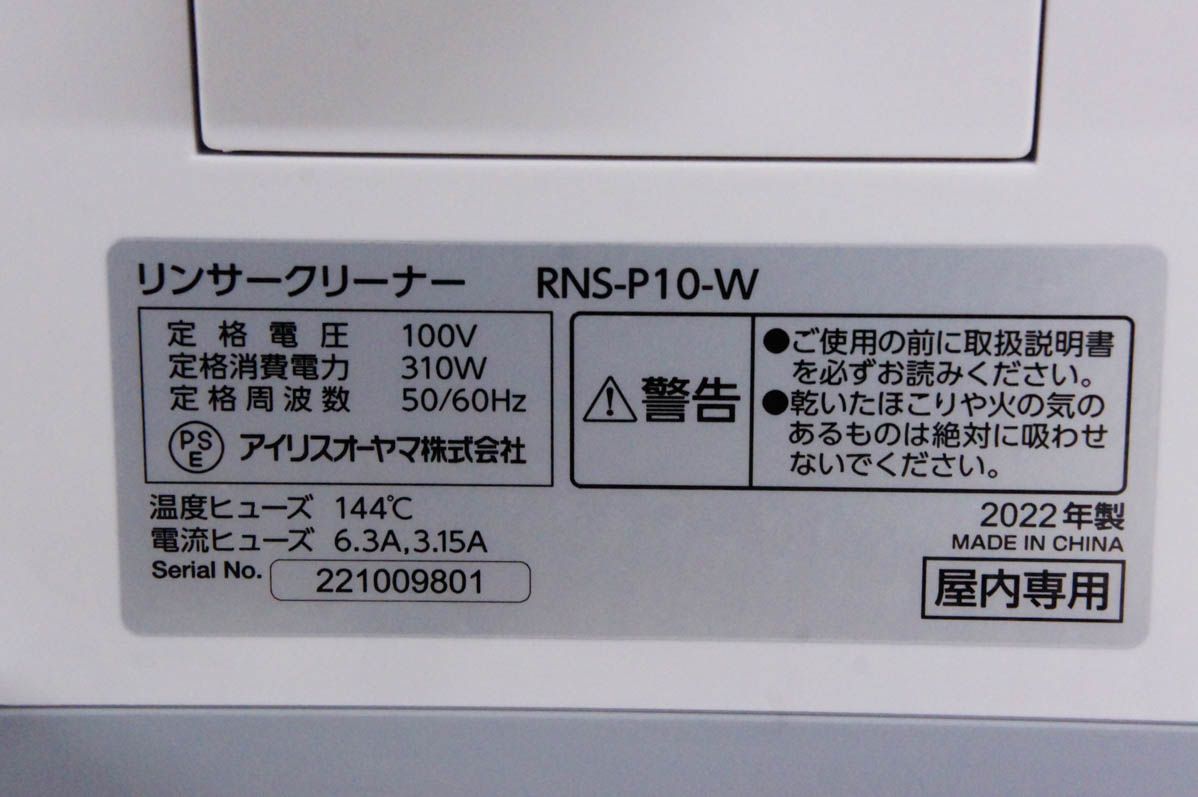 リンサークリーナー RNS-P10-W
定格電圧 100V
定格消費電力 310W
定格周波数 50/60Hz
PSE アイリスオーヤマ株式会社
警告
●ご使用の前に取扱説明書
を必ずお読みください。
●乾いたほこりや火の気の
あるものは絶対に吸わせ
ないでください。
温度ヒューズ 144℃
電流ヒューズ 6.3A,3.15A
Serial No. 221009801
2022年製
MADE IN CHINA
屋内専用